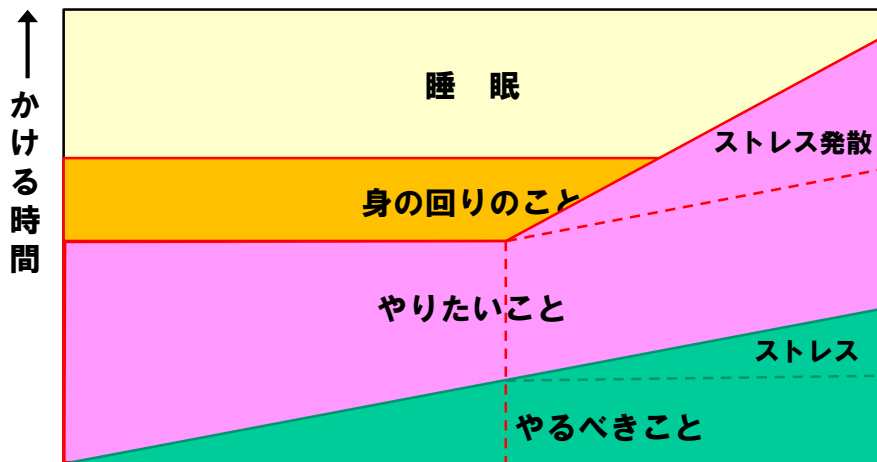 かける時間
睡　眠
ストレス発散
身の回りのこと
やりたいこと
ストレス
やるべきこと